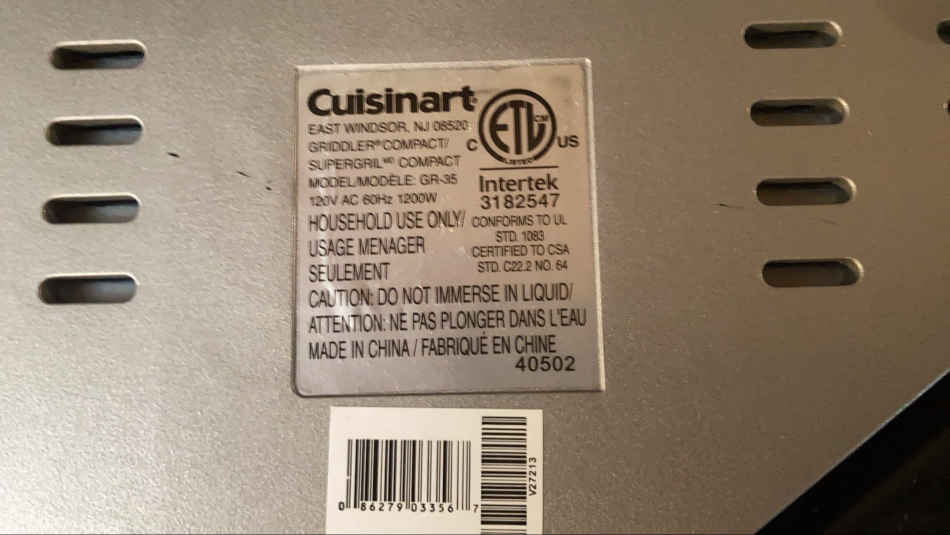 Cuisinart
EAST WINDSOR, NJ 08520
GRIDDLER® COMPACT/
SUPERGRILᴹᴰ COMPACT
MODEL/MODÈLE: GR-35
120V AC 60Hz 1200W
HOUSEHOLD USE ONLY/
USAGE MENAGER
SEULEMENT
CAUTION: DO NOT IMMERSE IN LIQUID/
ATTENTION: NE PAS PLONGER DANS L'EAU
MADE IN CHINA / FABRIQUÉ EN CHINE
40502
ETL CM
LISTED
C US
Intertek
3182547
CONFORMS TO UL
STD. 1083
CERTIFIED TO CSA
STD. C22.2 NO. 64
0 86279 03356 7
V27213